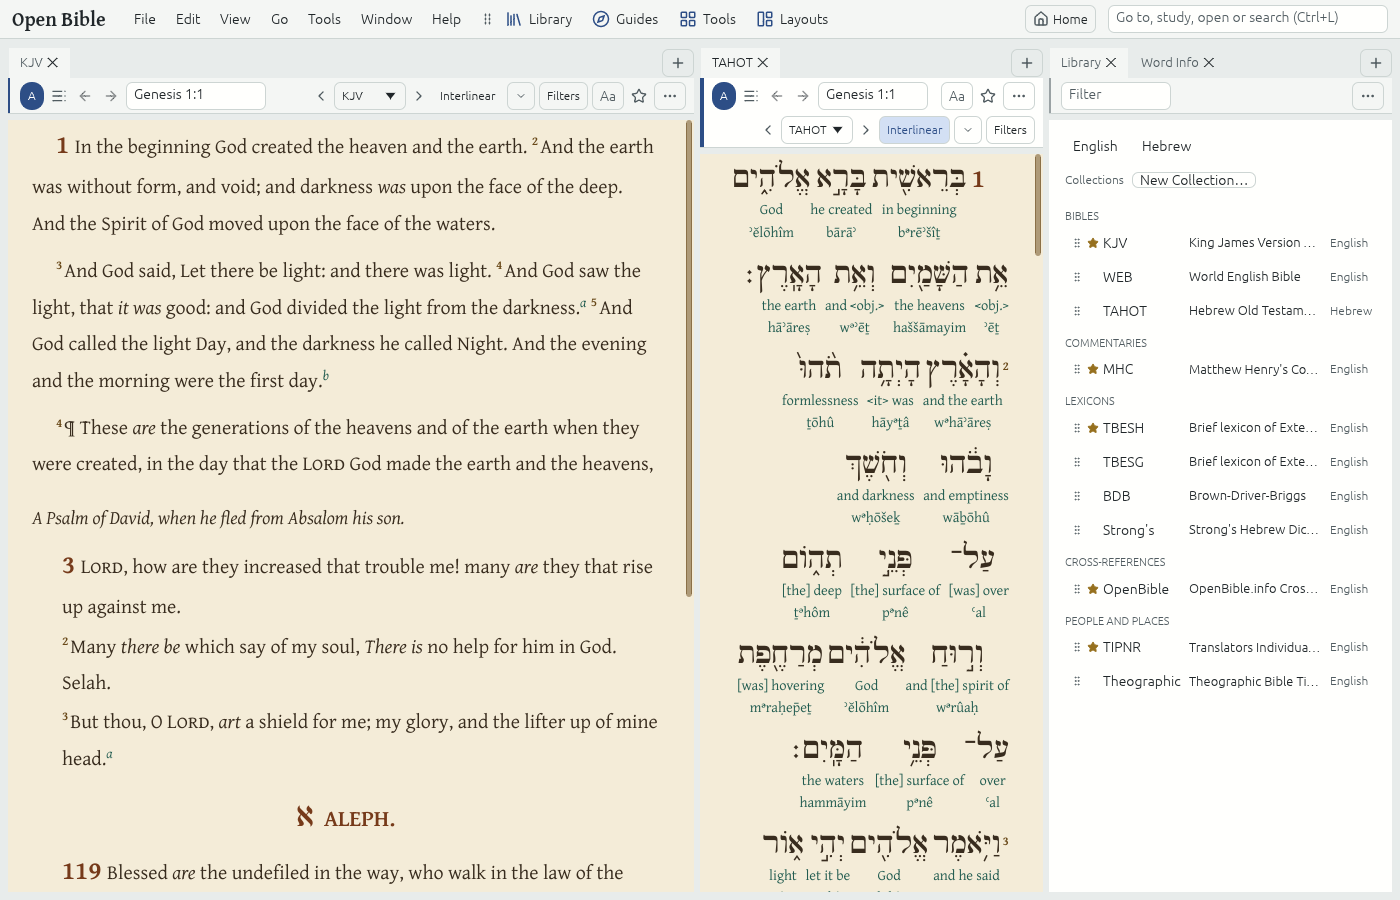 Open Bible File Edit View Go Tools Window Help Library Guides Tools Layouts Home Go to, study, open or search (Ctrl+L)
KJV
A Genesis 1:1 KJV Interlinear Filters Aa
1 In the beginning God created the heaven and the earth. 2 And the earth
was without form, and void; and darkness was upon the face of the deep.
And the Spirit of God moved upon the face of the waters.
3 And God said, Let there be light: and there was light. 4 And God saw the
light, that it was good: and God divided the light from the darkness.a 5 And
God called the light Day, and the darkness he called Night. And the evening
and the morning were the first day.b
4 ¶ These are the generations of the heavens and of the earth when they
were created, in the day that the LORD God made the earth and the heavens,
A Psalm of David, when he fled from Absalom his son.
3 LORD, how are they increased that trouble me! many are they that rise
up against me.
2 Many there be which say of my soul, There is no help for him in God.
Selah.
3 But thou, O LORD, art a shield for me; my glory, and the lifter up of mine
head.a
א ALEPH.
119 Blessed are the undefiled in the way, who walk in the law of the
TAHOT
A Genesis 1:1 Aa
TAHOT Interlinear Filters
1 בְּרֵאשִׁ֖ית בָּרָ֣א אֱלֹהִ֑ים
God he created in beginning
ʾĕlōhîm bārāʾ bᵊrēʾšîṯ
אֵ֥ת הַשָּׁמַ֖יִם וְאֵ֥ת הָאָֽרֶץ׃
the earth and <obj.> the heavens <obj.>
hāʾāreṣ wᵊʾēṯ haššāmayim ʾēṯ
2 וְהָאָ֗רֶץ הָיְתָ֥ה תֹ֙הוּ֙
formlessness <it> was and the earth
ṯōhû hāyᵊṯâ wᵊhāʾāreṣ
וָבֹ֔הוּ וְחֹ֖שֶׁךְ
and darkness and emptiness
wᵊḥōšeḵ wāḇōhû
עַל־ פְּנֵ֣י תְה֑וֹם
[the] deep [the] surface of [was] over
ṯᵊhôm pᵊnê ʿal
וְר֣וּחַ אֱלֹהִ֔ים מְרַחֶ֖פֶת
[was] hovering God and [the] spirit of
mᵊraḥep̄eṯ ʾĕlōhîm wᵊrûaḥ
עַל־ פְּנֵ֥י הַמָּֽיִם׃
the waters [the] surface of over
hammāyim pᵊnê ʿal
3 וַיֹּ֥אמֶר אֱלֹהִ֖ים יְהִ֣י א֑וֹר
light let it be God and he said
Library Word Info
Filter
English Hebrew
Collections New Collection…
BIBLES
KJV King James Version … English
WEB World English Bible English
TAHOT Hebrew Old Testam… Hebrew
COMMENTARIES
MHC Matthew Henry's Co… English
LEXICONS
TBESH Brief lexicon of Exte… English
TBESG Brief lexicon of Exte… English
BDB Brown-Driver-Briggs English
Strong's Strong's Hebrew Dic… English
CROSS-REFERENCES
OpenBible OpenBible.info Cros… English
PEOPLE AND PLACES
TIPNR Translators Individua… English
Theographic Theographic Bible Ti… English